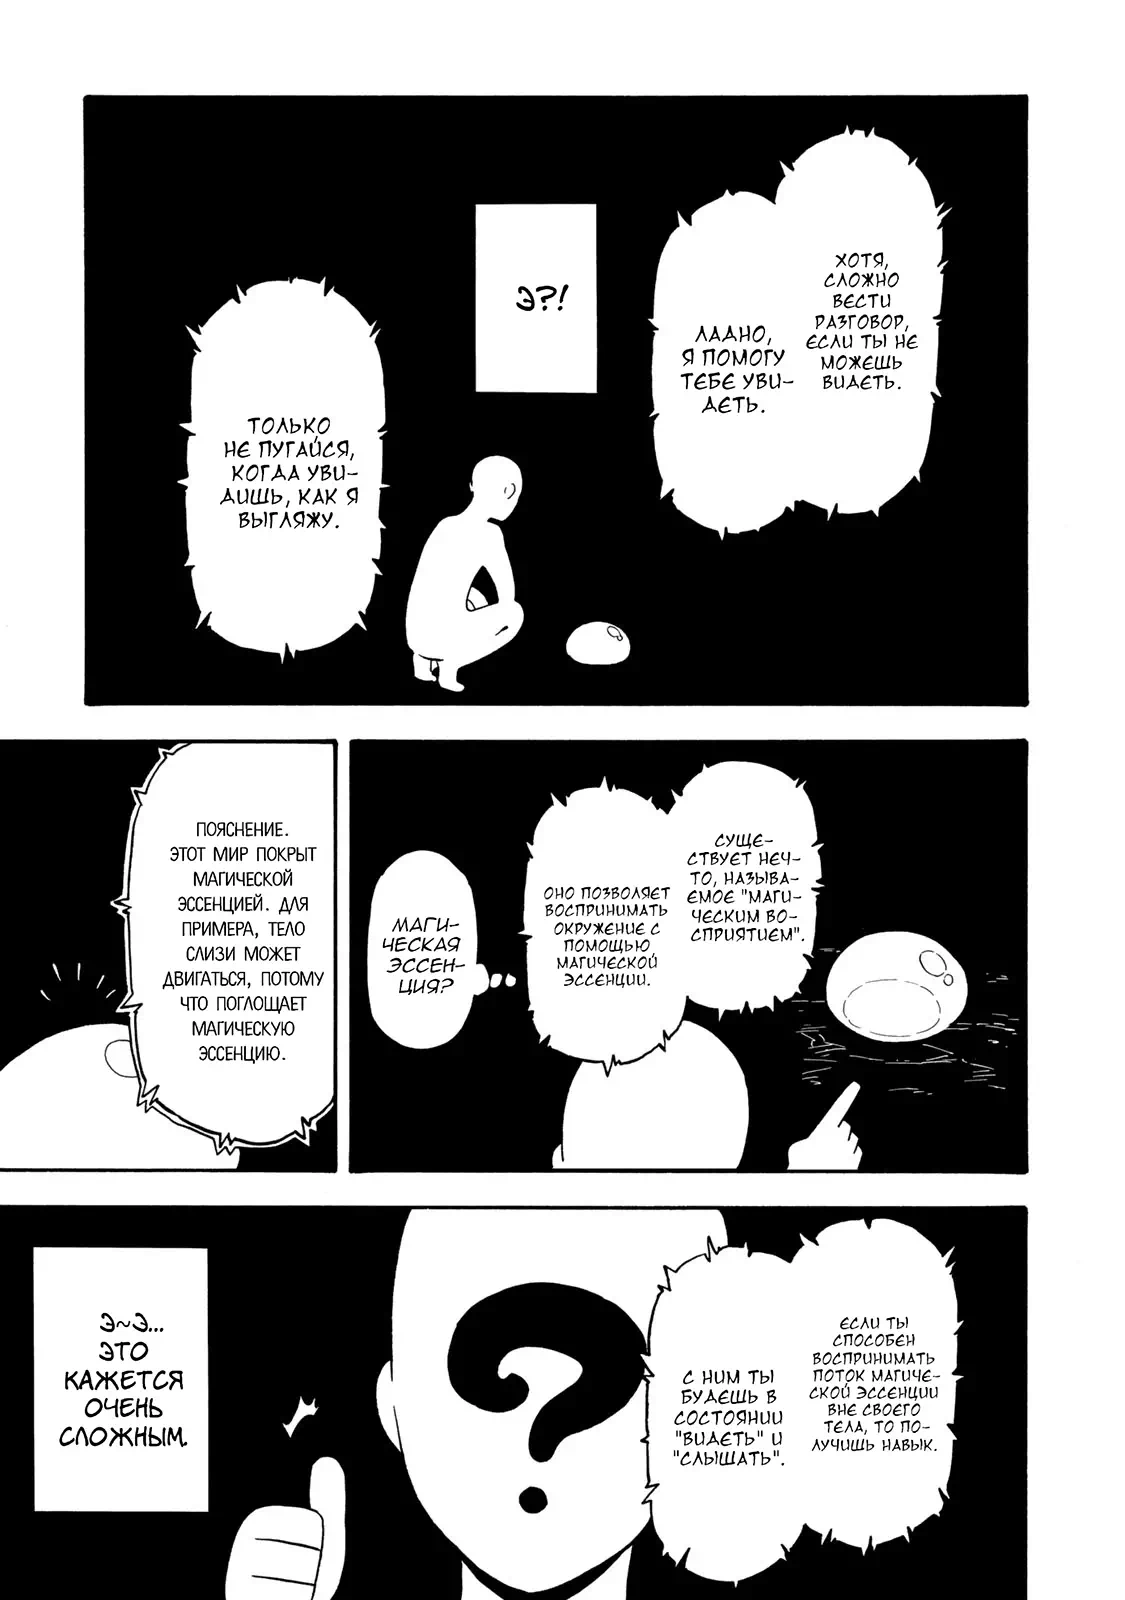 ХОТЯ,
СЛОЖНО
ВЕСТИ
РАЗГОВОР,
ЕСЛИ ТЫ НЕ
МОЖЕШЬ
ВИДЕТЬ.
ЛАДНО,
Я ПОМОГУ
ТЕБЕ УВИ-
ДЕТЬ.
Э?!
ТОЛЬКО
НЕ ПУГАЙСЯ,
КОГДА УВИ-
ДИШЬ, КАК Я
ВЫГЛЯЖУ.
СУЩЕ-
СТВУЕТ НЕЧ-
ТО, НАЗЫВА-
ЕМОЕ "МАГИ-
ЧЕСКИМ ВО-
СПРИЯТИЕМ".
ОНО ПОЗВОЛЯЕТ
ВОСПРИНИМАТЬ
ОКРУЖЕНИЕ С
ПОМОЩЬЮ
МАГИЧЕСКОЙ
ЭССЕНЦИИ.
МАГИ-
ЧЕСКАЯ
ЭССЕН-
ЦИЯ?
ПОЯСНЕНИЕ.
ЭТОТ МИР ПОКРЫТ
МАГИЧЕСКОЙ
ЭССЕНЦИЕЙ. ДЛЯ
ПРИМЕРА, ТЕЛО
СЛИЗИ МОЖЕТ
ДВИГАТЬСЯ, ПОТОМУ
ЧТО ПОГЛОЩАЕТ
МАГИЧЕСКУЮ
ЭССЕНЦИЮ.
ЕСЛИ ТЫ
СПОСОБЕН
ВОСПРИНИМАТЬ
ПОТОК МАГИЧЕ-
СКОЙ ЭССЕНЦИИ
ВНЕ СВОЕГО
ТЕЛА, ТО ПО-
ЛУЧИШЬ НАВЫК.
С НИМ ТЫ
БУДЕШЬ В
СОСТОЯНИИ
"ВИДЕТЬ" И
"СЛЫШАТЬ".
Э~Э...
ЭТО
КАЖЕТСЯ
ОЧЕНЬ
СЛОЖНЫМ.